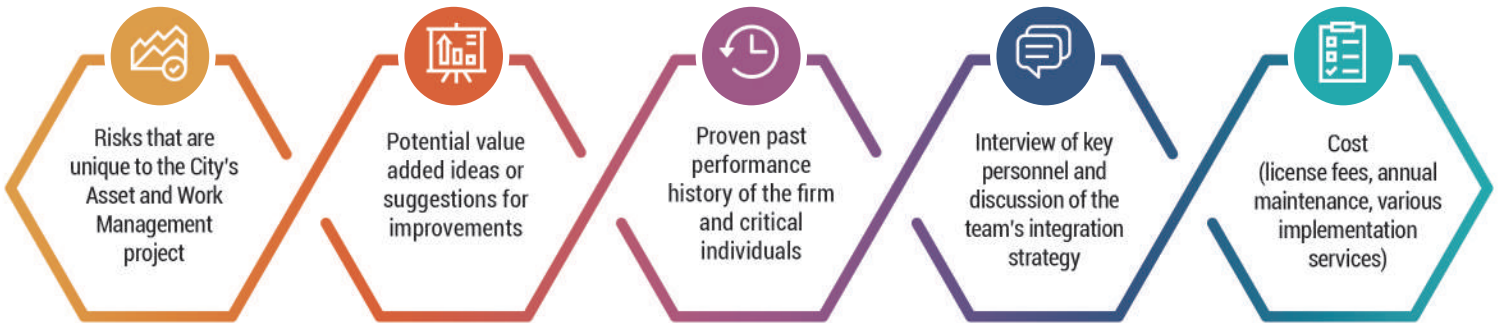 Risks that are
unique to the City's
Asset and Work
Management
project
Potential value
added ideas or
suggestions for
improvements
Proven past
performance
history of the firm
and critical
individuals
Interview of key
personnel and
discussion of the
team's integration
strategy
Cost
(license fees, annual
maintenance, various
implementation
services)